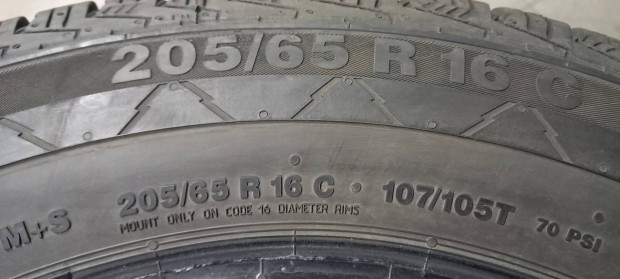 205/65 R 16 C
M+S 205/65 R 16 C • 107/105T 70 PSI
MOUNT ONLY ON CODE 16 DIAMETER RIMS